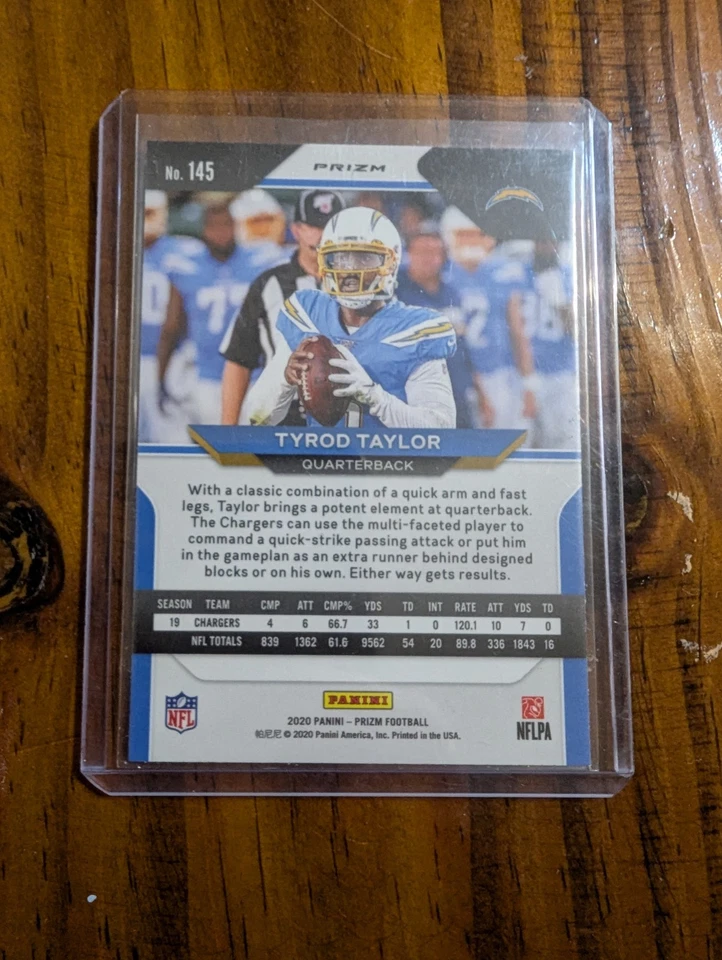 No. 145
PRIZM
TYROD TAYLOR
QUARTERBACK
With a classic combination of a quick arm and fast
legs, Taylor brings a potent element at quarterback.
The Chargers can use the multi-faceted player to
command a quick-strike passing attack or put him
in the gameplan as an extra runner behind designed
blocks or on his own. Either way gets results.
SEASON TEAM CMP ATT CMP% YDS TD INT RATE ATT YDS TD
19 CHARGERS 4 6 66.7 33 1 0 120.1 10 7 0
NFL TOTALS 839 1362 61.6 9562 54 20 89.8 336 1843 16
NFL
PANINI
NFLPA
2020 PANINI – PRIZM FOOTBALL
帕尼尼 © 2020 Panini America, Inc. Printed in the USA.